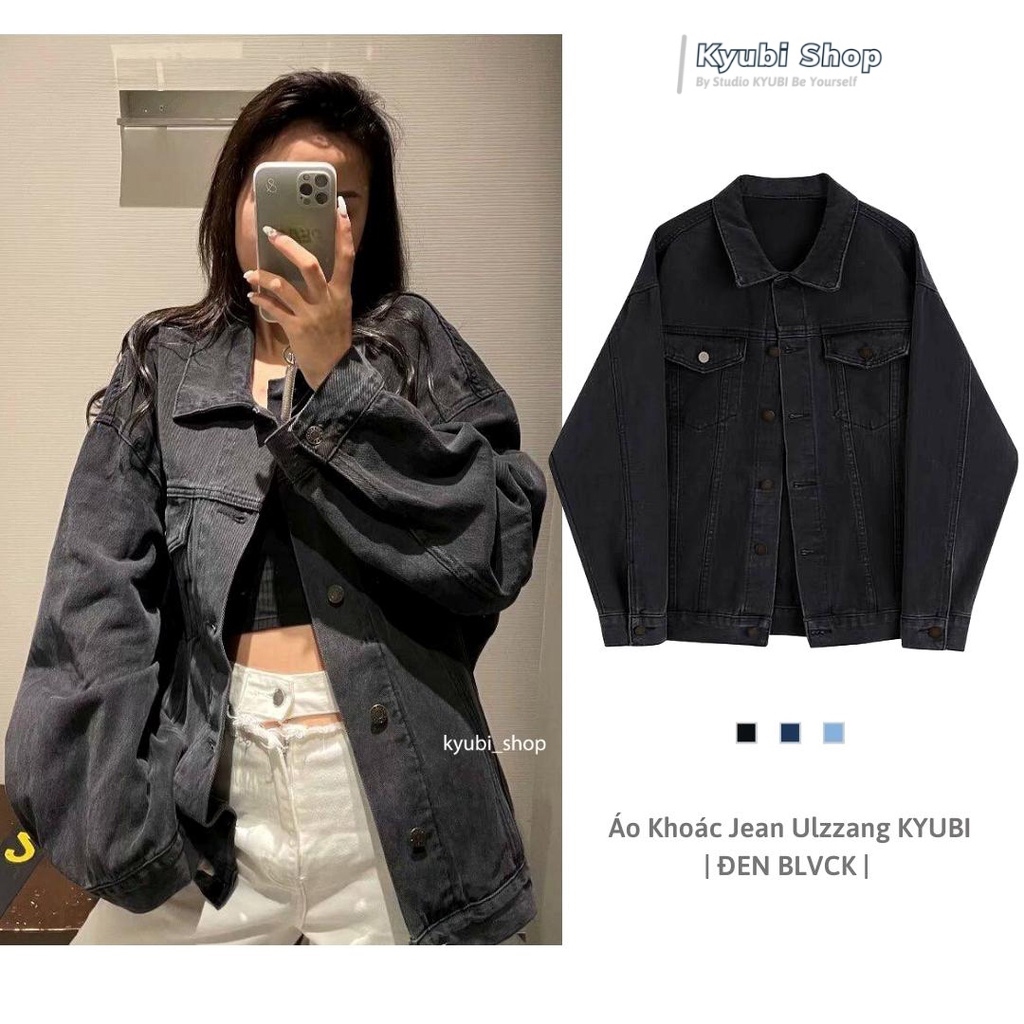 Kyubi Shop
By Studio KYUBI Be Yourself
kyubi_shop
Áo Khoác Jean Ulzzang KYUBI
| ĐEN BLVCK |